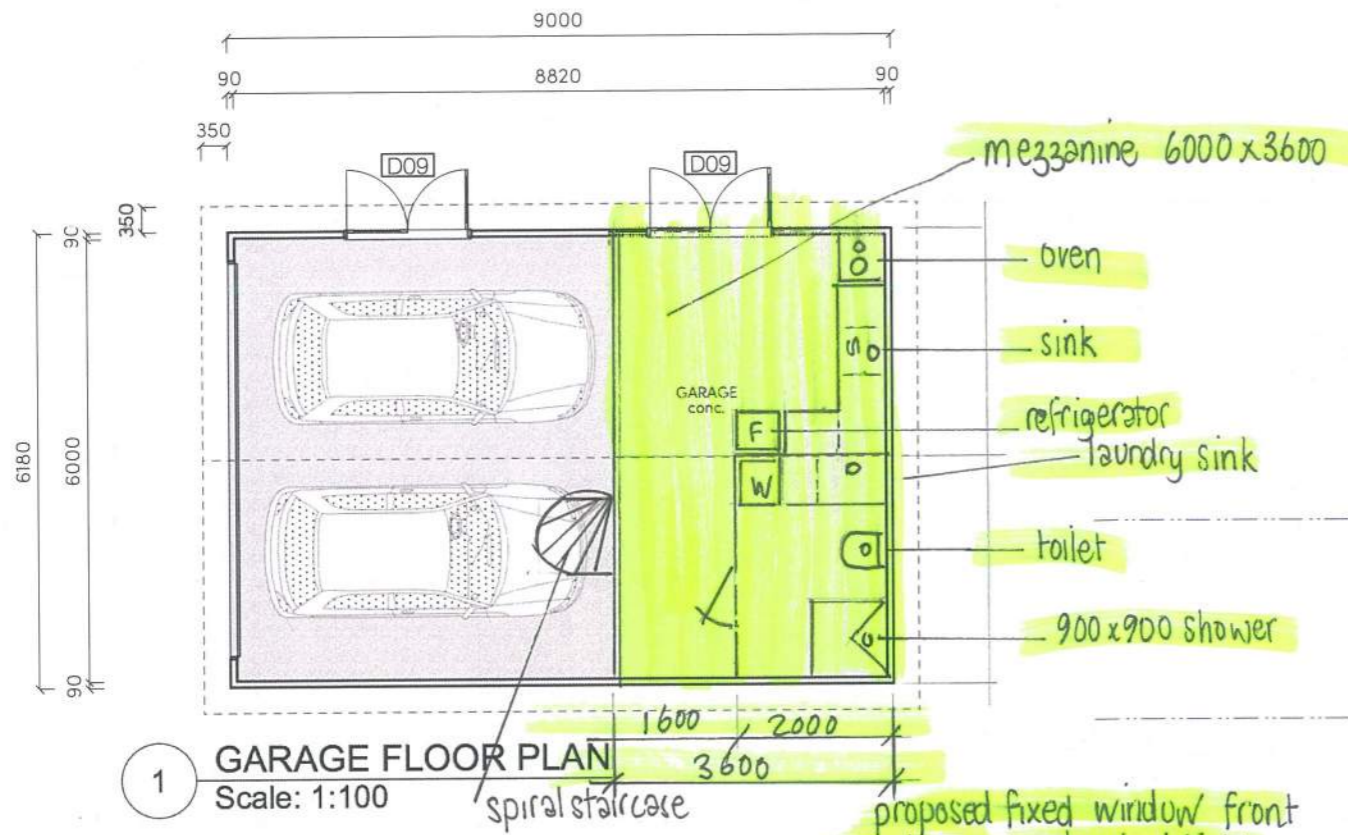 9000
90
8820
90
350
D09
D09
mezzanine 6000 x 3600
350
90
oven
S
sink
GARAGE
conc.
F
refrigerator
6180
6000
W
laundry sink
toilet
900 x 900 shower
90
1600
2000
1
GARAGE FLOOR PLAN
3600
Scale: 1:100
spiral staircase
proposed fixed window front